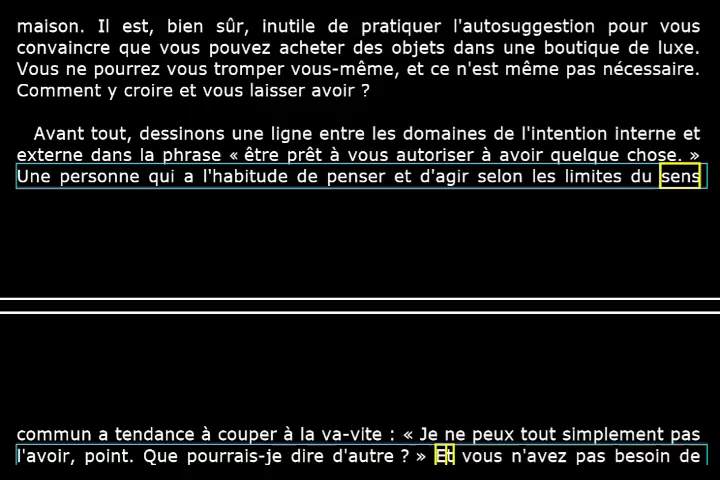 maison. Il est, bien sûr, inutile de pratiquer l'autosuggestion pour vous
convaincre que vous pouvez acheter des objets dans une boutique de luxe.
Vous ne pourrez vous tromper vous-même, et ce n'est même pas nécessaire.
Comment y croire et vous laisser avoir ?
Avant tout, dessinons une ligne entre les domaines de l'intention interne et
externe dans la phrase « être prêt à vous autoriser à avoir quelque chose. »
Une personne qui a l'habitude de penser et d'agir selon les limites du sens
commun a tendance à couper à la va-vite : « Je ne peux tout simplement pas
l'avoir, point. Que pourrais-je dire d'autre ? » Et vous n'avez pas besoin de